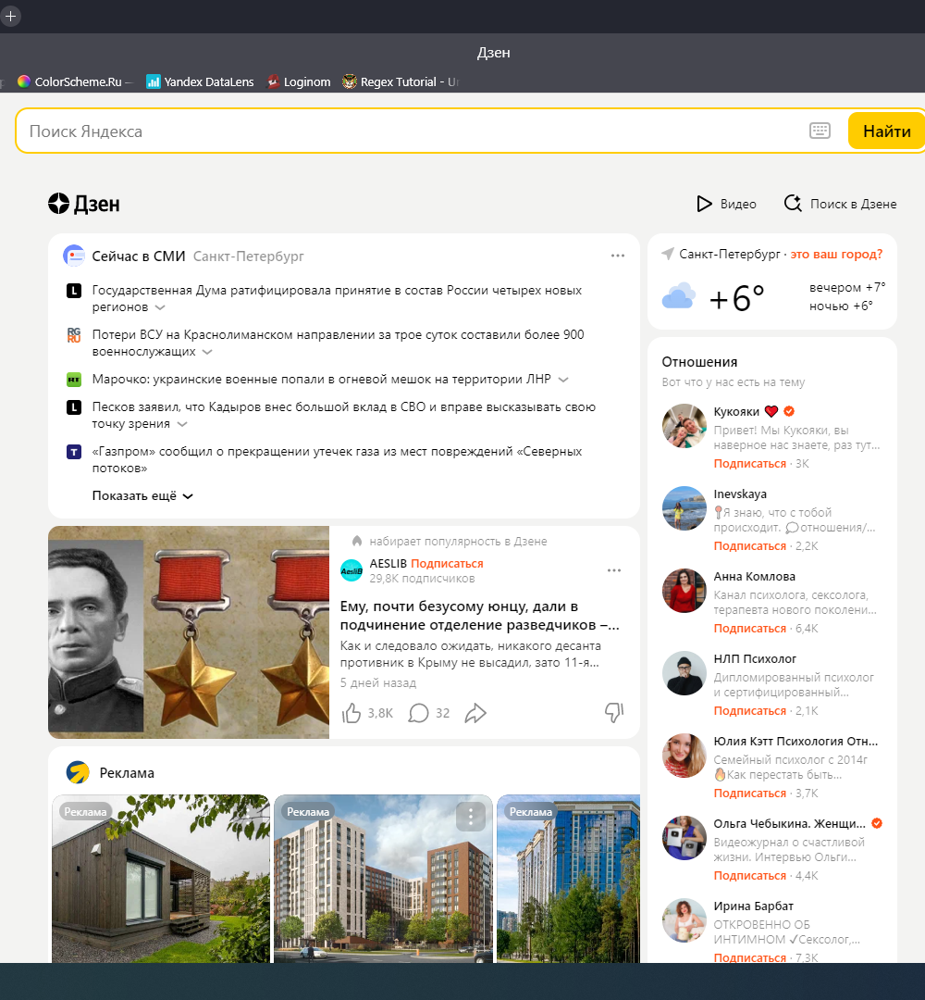 Дзен
ColorScheme.Ru –
Yandex DataLens
Loginom
Regex Tutorial -
Поиск Яндекса
Найти
Дзен
Видео
Поиск в Дзене
Сейчас в СМИ Санкт-Петербург
L Государственная Дума ратифицировала принятие в состав России четырех новых
регионов
RG
RU
Потери ВСУ на Краснолиманском направлении за трое суток составили более 900
военнослужащих
RT Марочко: украинские военные попали в огневой мешок на территории ЛНР
L Песков заявил, что Кадыров внес большой вклад в СВО и вправе высказывать свою
точку зрения
T «Газпром» сообщил о прекращении утечек газа из мест повреждений «Северных
потоков»
Показать ещё
набирает популярность в Дзене
AesliB
AESLIB Подписаться
29,8K подписчиков
Ему, почти безусому юнцу, дали в
подчинение отделение разведчиков –...
Как и следовало ожидать, никакого десанта
противник в Крыму не высадил, зато 11-я...
5 дней назад
3,8K
32
Реклама
Реклама
Реклама
Реклама
Санкт-Петербург · это ваш город?
+6°
вечером +7°
ночью +6°
Отношения
Вот что у нас есть на тему
Кукояки
Привет! Мы Кукояки, вы
наверное нас знаете, раз тут...
Подписаться · 3K
Inevskaya
Я знаю, что с тобой
происходит. отношения/...
Подписаться · 2,2K
Анна Комлова
Канал психолога, сексолога,
терапевта нового поколени...
Подписаться · 6,4K
НЛП Психолог
Дипломированный психолог
и сертифицированный...
Подписаться · 2,1K
Юлия Кэтт Психология Отн...
Семейный психолог с 2014г
Как перестать быть...
Подписаться · 3,7K
Ольга Чебыкина. Женщи...
Видеожурнал о счастливой
жизни. Интервью Ольги...
Подписаться · 4,4K
Ирина Барбат
ОТКРОВЕННО ОБ
ИНТИМНОМ ✓Сексолог,...
Подписаться · 7,3K